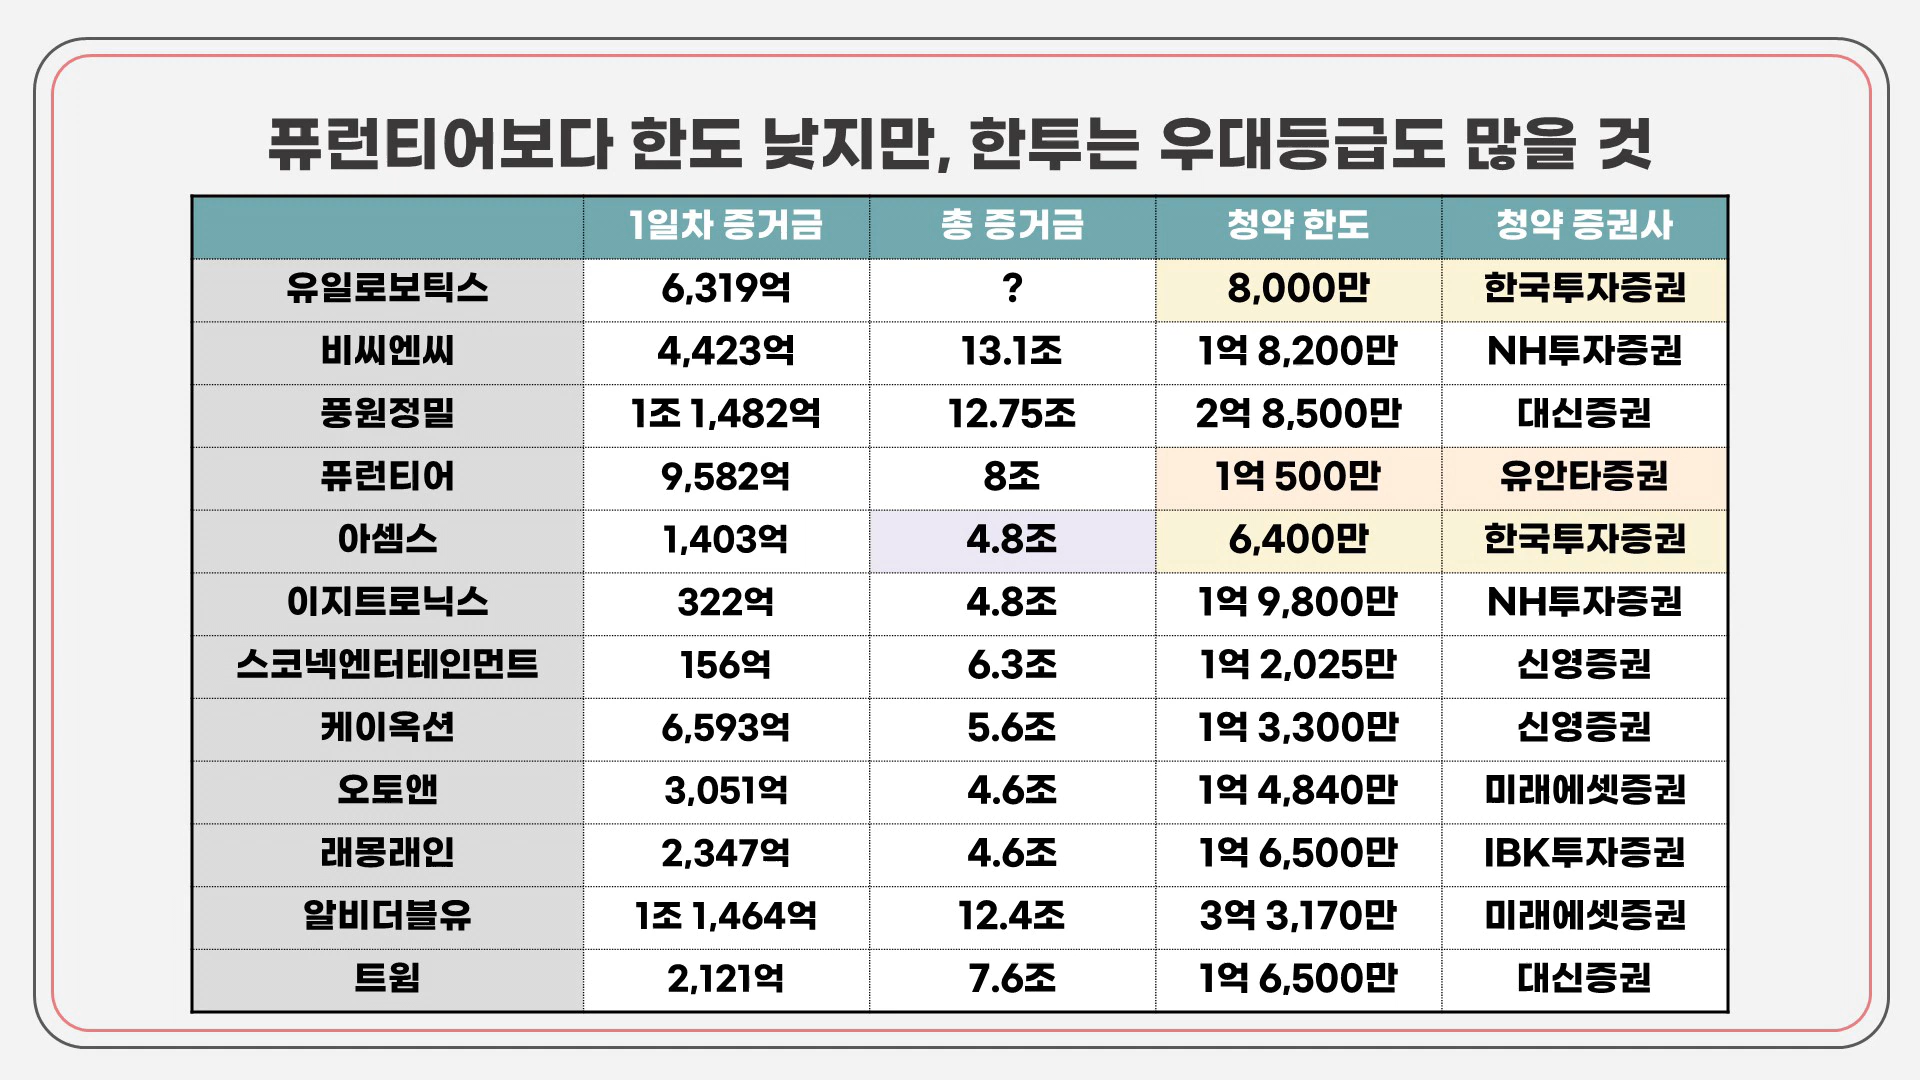 퓨런티어보다 한도 낮지만, 한투는 우대등급도 많을 것
1일차 증거금 총 증거금 청약 한도 청약 증권사
유일로보틱스 6,319억 ? 8,000만 한국투자증권
비씨엔씨 4,423억 13.1조 1억 8,200만 NH투자증권
풍원정밀 1조 1,482억 12.75조 2억 8,500만 대신증권
퓨런티어 9,582억 8조 1억 500만 유안타증권
아셈스 1,403억 4.8조 6,400만 한국투자증권
이지트로닉스 322억 4.8조 1억 9,800만 NH투자증권
스코넥엔터테인먼트 156억 6.3조 1억 2,025만 신영증권
케이옥션 6,593억 5.6조 1억 3,300만 신영증권
오토앤 3,051억 4.6조 1억 4,840만 미래에셋증권
래몽래인 2,347억 4.6조 1억 6,500만 IBK투자증권
알비더블유 1조 1,464억 12.4조 3억 3,170만 미래에셋증권
트윔 2,121억 7.6조 1억 6,500만 대신증권